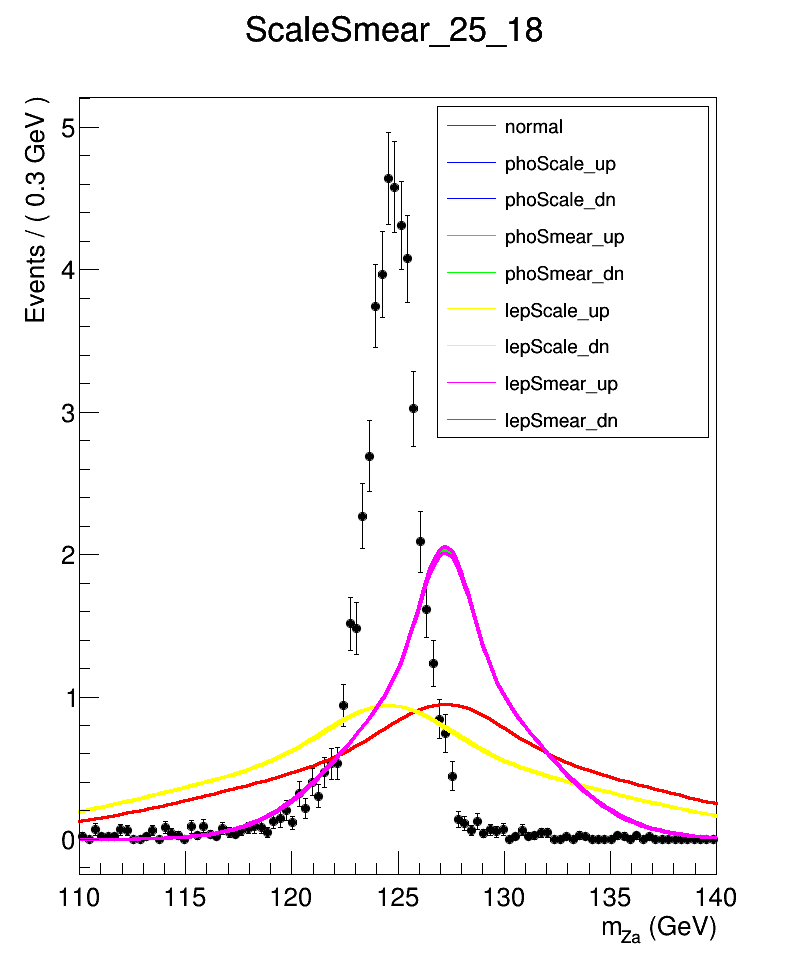 ScaleSmear_25_18
Events / ( 0.3 GeV )
5
4
3
2
1
0
normal
phoScale_up
phoScale_dn
phoSmear_up
phoSmear_dn
lepScale_up
lepScale_dn
lepSmear_up
lepSmear_dn
110 115 120 125 130 135 140
m_Za (GeV)